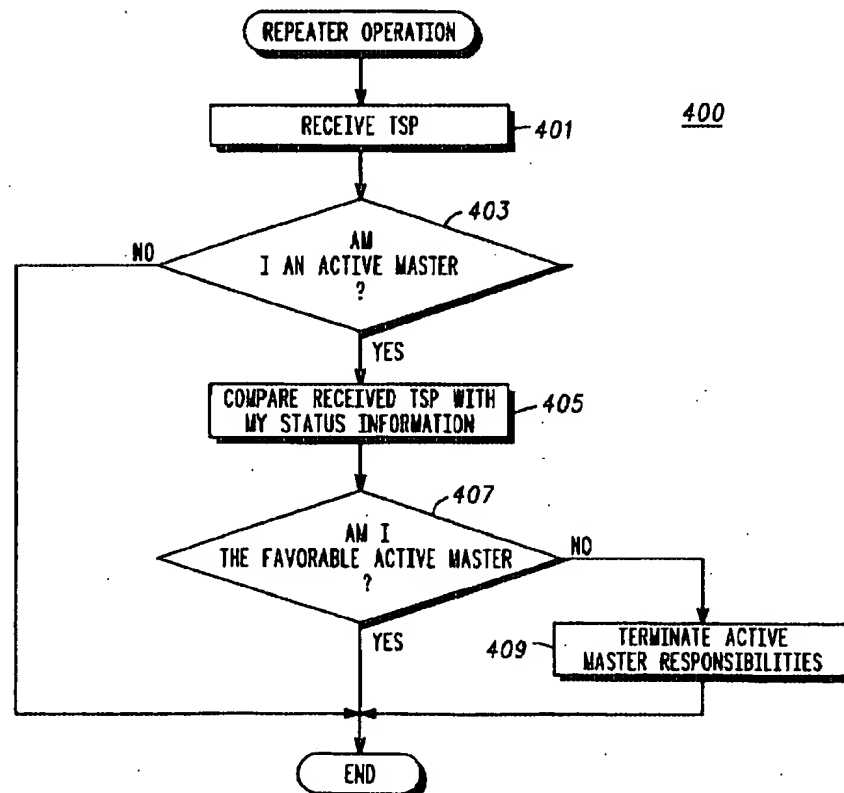 REPEATER OPERATION
RECEIVE TSP
401
400
403
AM
I AN ACTIVE MASTER
?
NO
YES
COMPARE RECEIVED TSP WITH
MY STATUS INFORMATION
405
407
AM I
THE FAVORABLE ACTIVE MASTER
?
NO
YES
409
TERMINATE ACTIVE
MASTER RESPONSIBILITIES
END